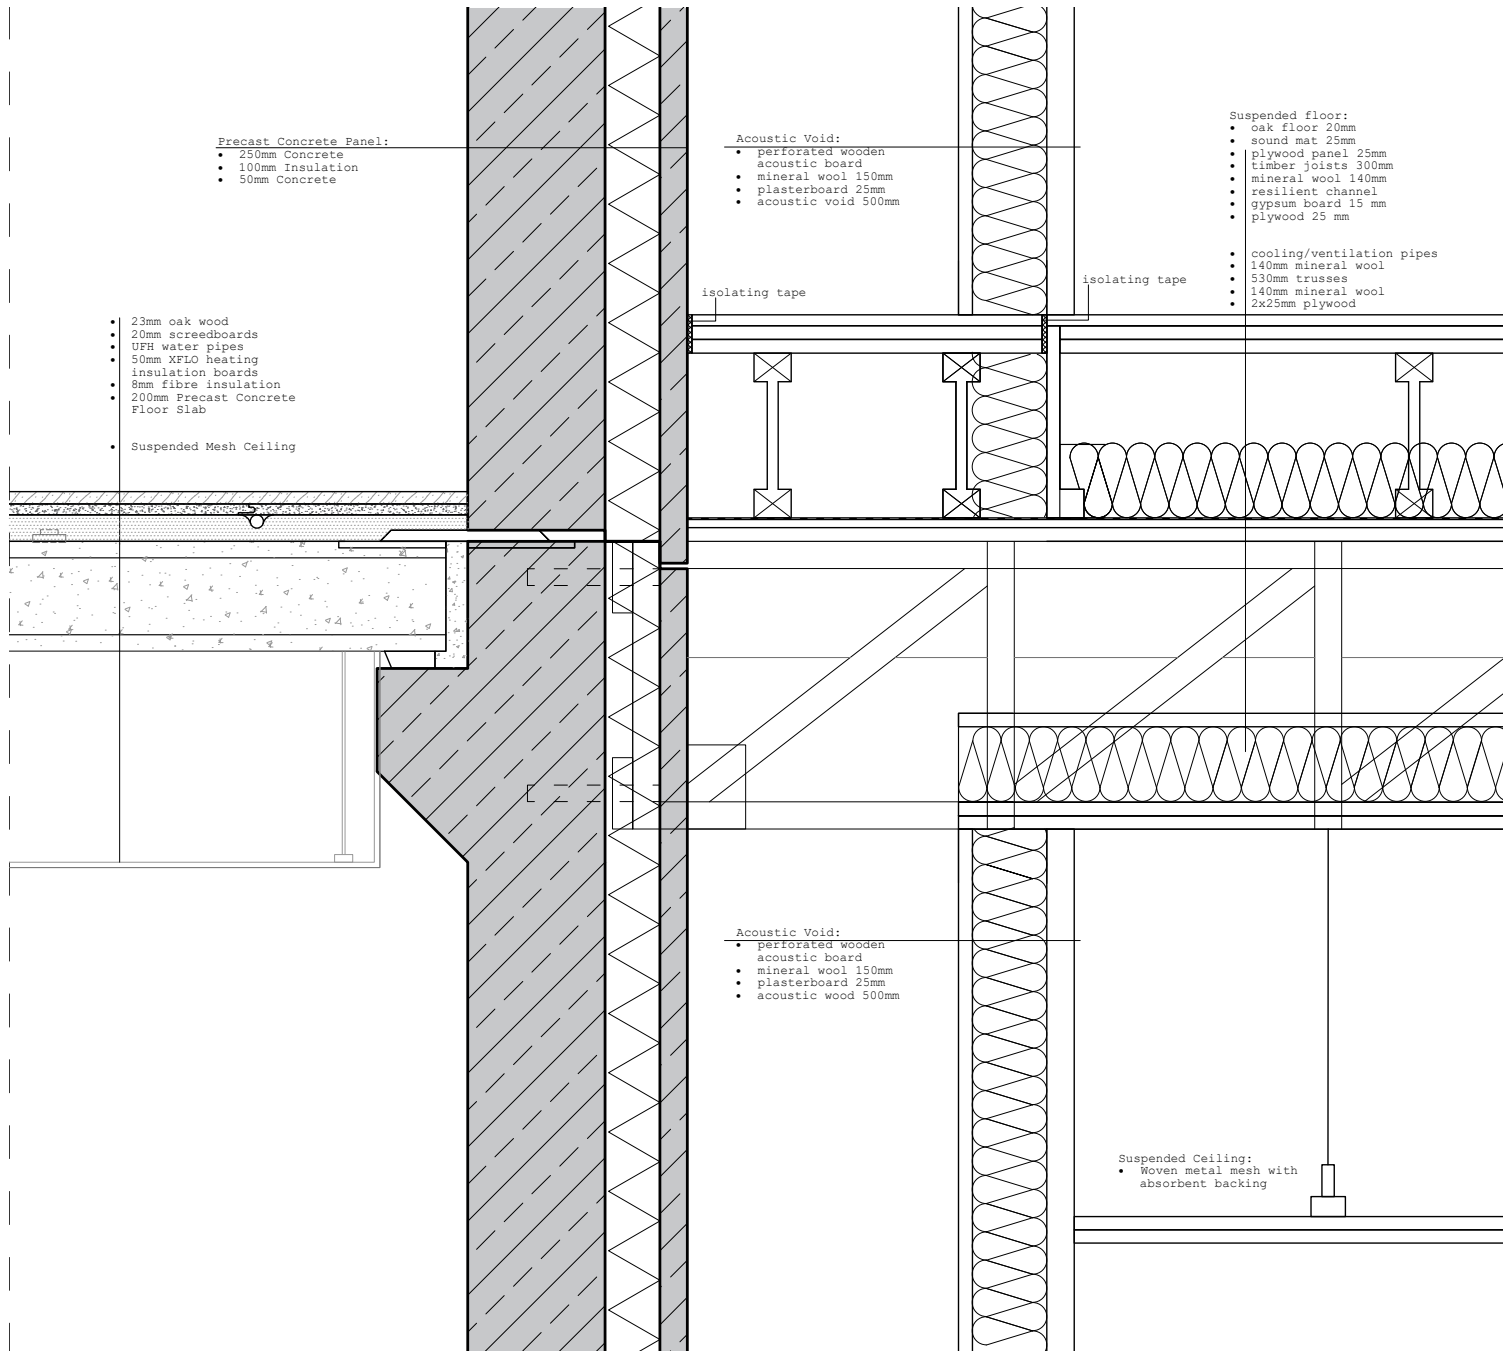 Precast Concrete Panel:
• 250mm Concrete
• 100mm Insulation
• 50mm Concrete
Acoustic Void:
• perforated wooden
acoustic board
• mineral wool 150mm
• plasterboard 25mm
• acoustic void 500mm
Suspended floor:
• oak floor 20mm
• sound mat 25mm
• plywood panel 25mm
• timber joists 300mm
• mineral wool 140mm
• resilient channel
• gypsum board 15 mm
• plywood 25 mm
• cooling/ventilation pipes
• 140mm mineral wool
• 530mm trusses
• 140mm mineral wool
• 2x25mm plywood
isolating tape
isolating tape
• 23mm oak wood
• 20mm screedboards
• UFH water pipes
• 50mm XFLO heating
insulation boards
• 8mm fibre insulation
• 200mm Precast Concrete
Floor Slab
• Suspended Mesh Ceiling
Acoustic Void:
• perforated wooden
acoustic board
• mineral wool 150mm
• plasterboard 25mm
• acoustic wood 500mm
Suspended Ceiling:
• Woven metal mesh with
absorbent backing